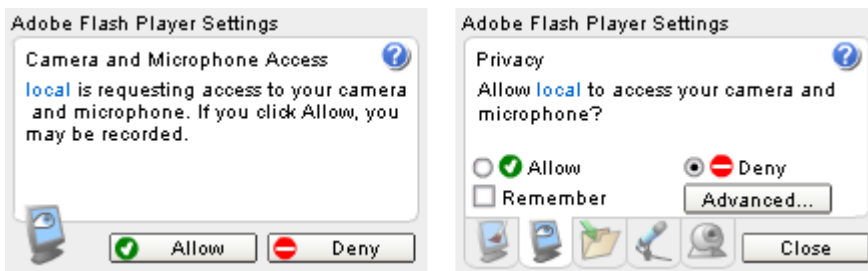 Adobe Flash Player Settings
Camera and Microphone Access
local is requesting access to your camera
and microphone. If you click Allow, you
may be recorded.
Allow
Deny
Adobe Flash Player Settings
Privacy
Allow local to access your camera and
microphone?
Allow
Deny
Remember
Advanced...
Close